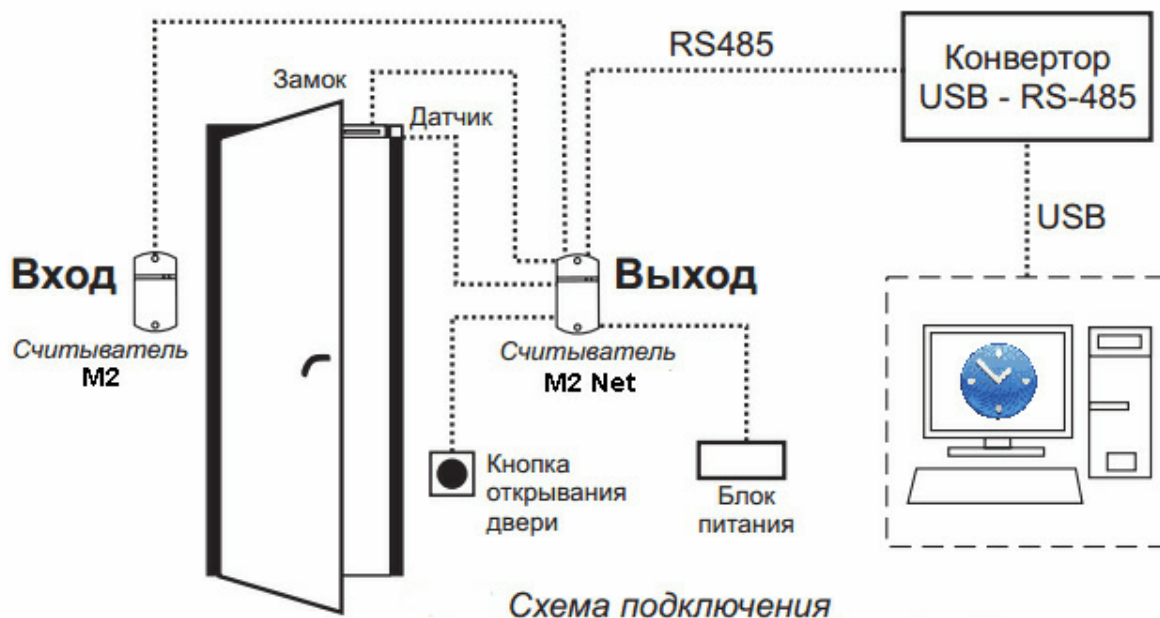 RS485
Конвертор
USB - RS-485
Замок
Датчик
USB
Вход
Выход
Считыватель
M2
Считыватель
M2 Net
Кнопка
открывания
двери
Блок
питания
Схема подключения